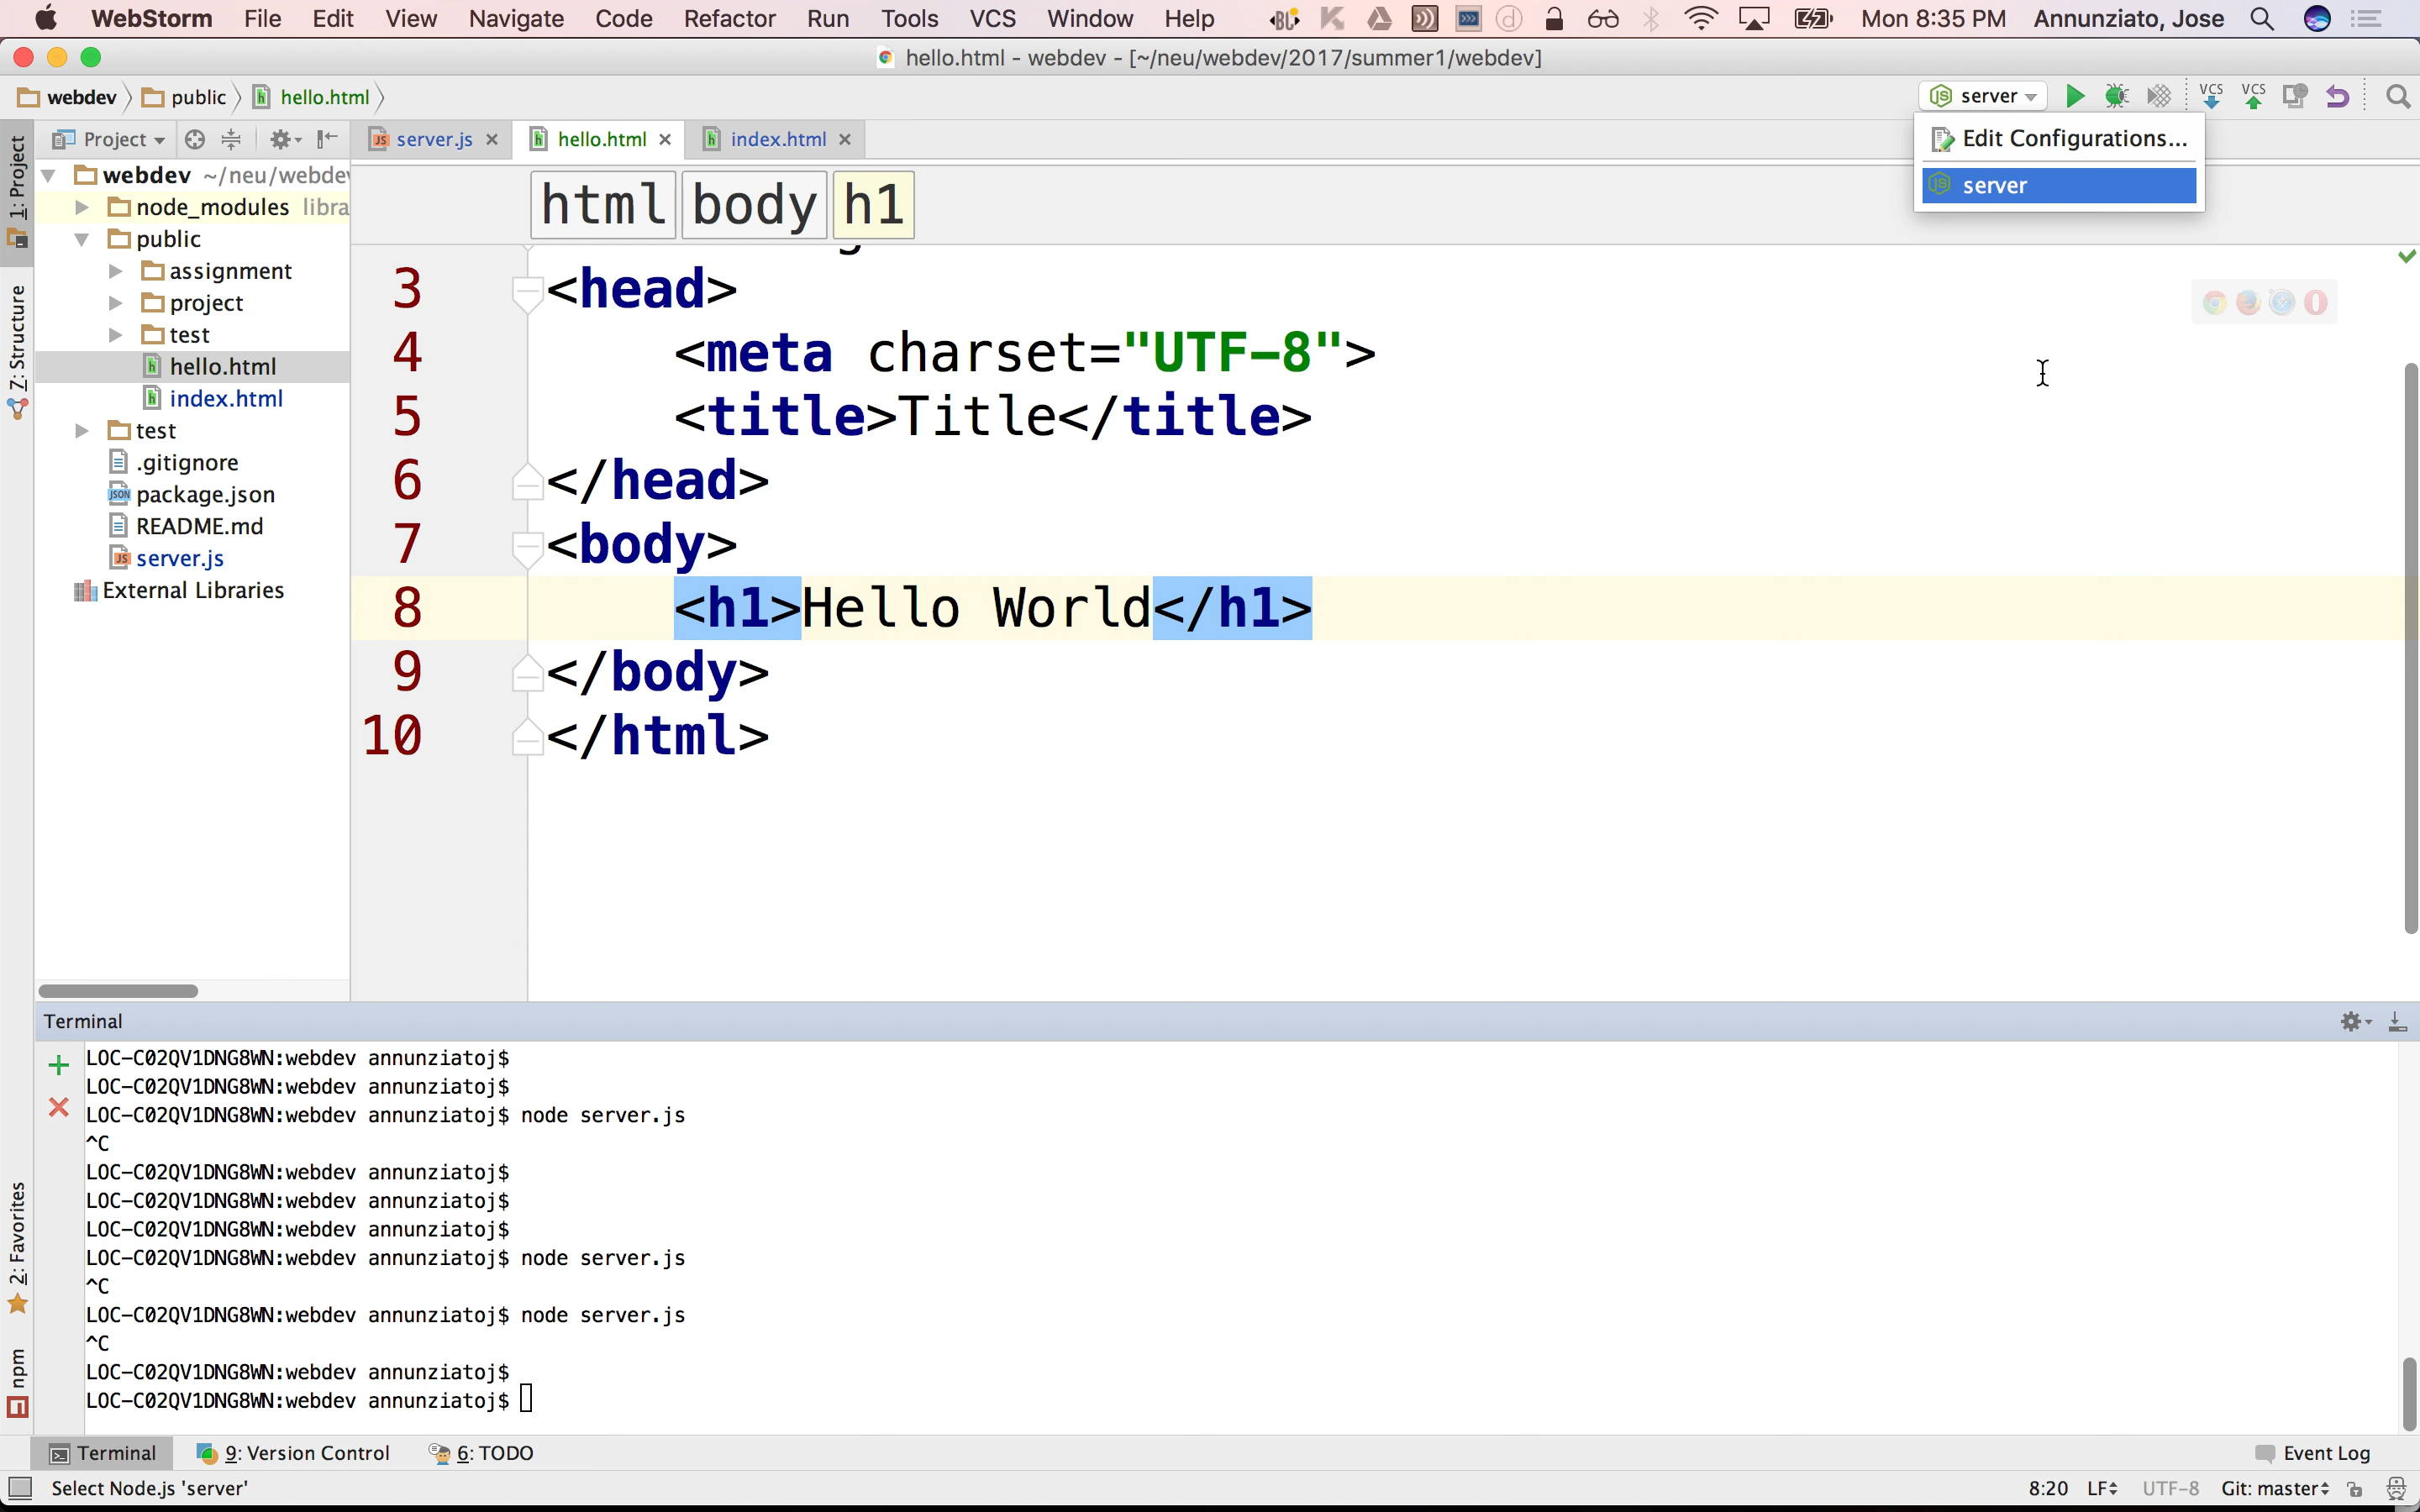 WebStorm File Edit View Navigate Code Refactor Run Tools VCS Window Help Mon 8:35 PM Annunziato, Jose
hello.html - webdev - [~/neu/webdev/2017/summer1/webdev]
webdev public hello.html server VCS VCS
Project server.js hello.html index.html
Edit Configurations...
server
1: Project
7: Structure
2: Favorites
npm
webdev ~/neu/webdev
node_modules libra
public
assignment
project
test
hello.html
index.html
test
.gitignore
package.json
README.md
server.js
External Libraries
html body h1
3 <head>
4 <meta charset="UTF-8">
5 <title>Title</title>
6 </head>
7 <body>
8 <h1>Hello World</h1>
9 </body>
10 </html>
Terminal
LOC-C02QV1DNG8WN:webdev annunziatoj$
LOC-C02QV1DNG8WN:webdev annunziatoj$
LOC-C02QV1DNG8WN:webdev annunziatoj$ node server.js
^C
LOC-C02QV1DNG8WN:webdev annunziatoj$
LOC-C02QV1DNG8WN:webdev annunziatoj$
LOC-C02QV1DNG8WN:webdev annunziatoj$
LOC-C02QV1DNG8WN:webdev annunziatoj$ node server.js
^C
LOC-C02QV1DNG8WN:webdev annunziatoj$ node server.js
^C
LOC-C02QV1DNG8WN:webdev annunziatoj$
LOC-C02QV1DNG8WN:webdev annunziatoj$
Terminal 9: Version Control 6: TODO Event Log
Select Node.js 'server' 8:20 LF UTF-8 Git: master